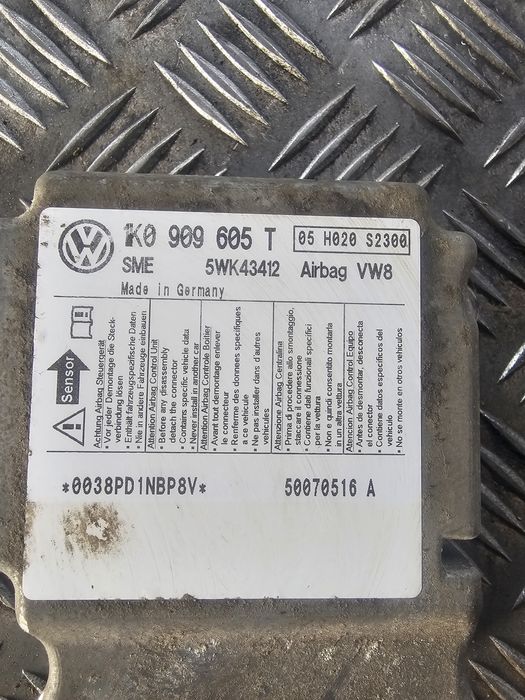 VW
1K0 909 605 T
05 H020 S2300
SME 5WK43412 Airbag VW8
Made in Germany
Sensor
Achtung Airbag Steuergerät
• Vor jeder Demontage die Steck-
verbindung lösen
• Enthält fahrzeugspezifische Daten
• Nie in andere Fahrzeuge einbauen
Attention Airbag Control Unit
• Before any disassembly
detach the connector
• Contains specific vehicle data
• Never install in another car
Attention Airbag Controle Boitier
• Avant tout demontage enlever
le connecteur
• Renferme des donnees specifiques
a ce vehicule
• Ne pas installer dans d'autres
vehicules
Attenzione Airbag Centralina
• Prima di procedere allo smontaggio,
staccare il connessione
• Contiene dati funzionali specifici
per la vettura
• Non e quindi consentito montarla
in un altra vettura
Atencion Airbag Control Equipo
• Antes de desmontar, desconecta
el conector
• Contiene datos especificos del
vehiculo
• No se monte en otros vehiculos
*0038PD1NBP8V* 50070516 A